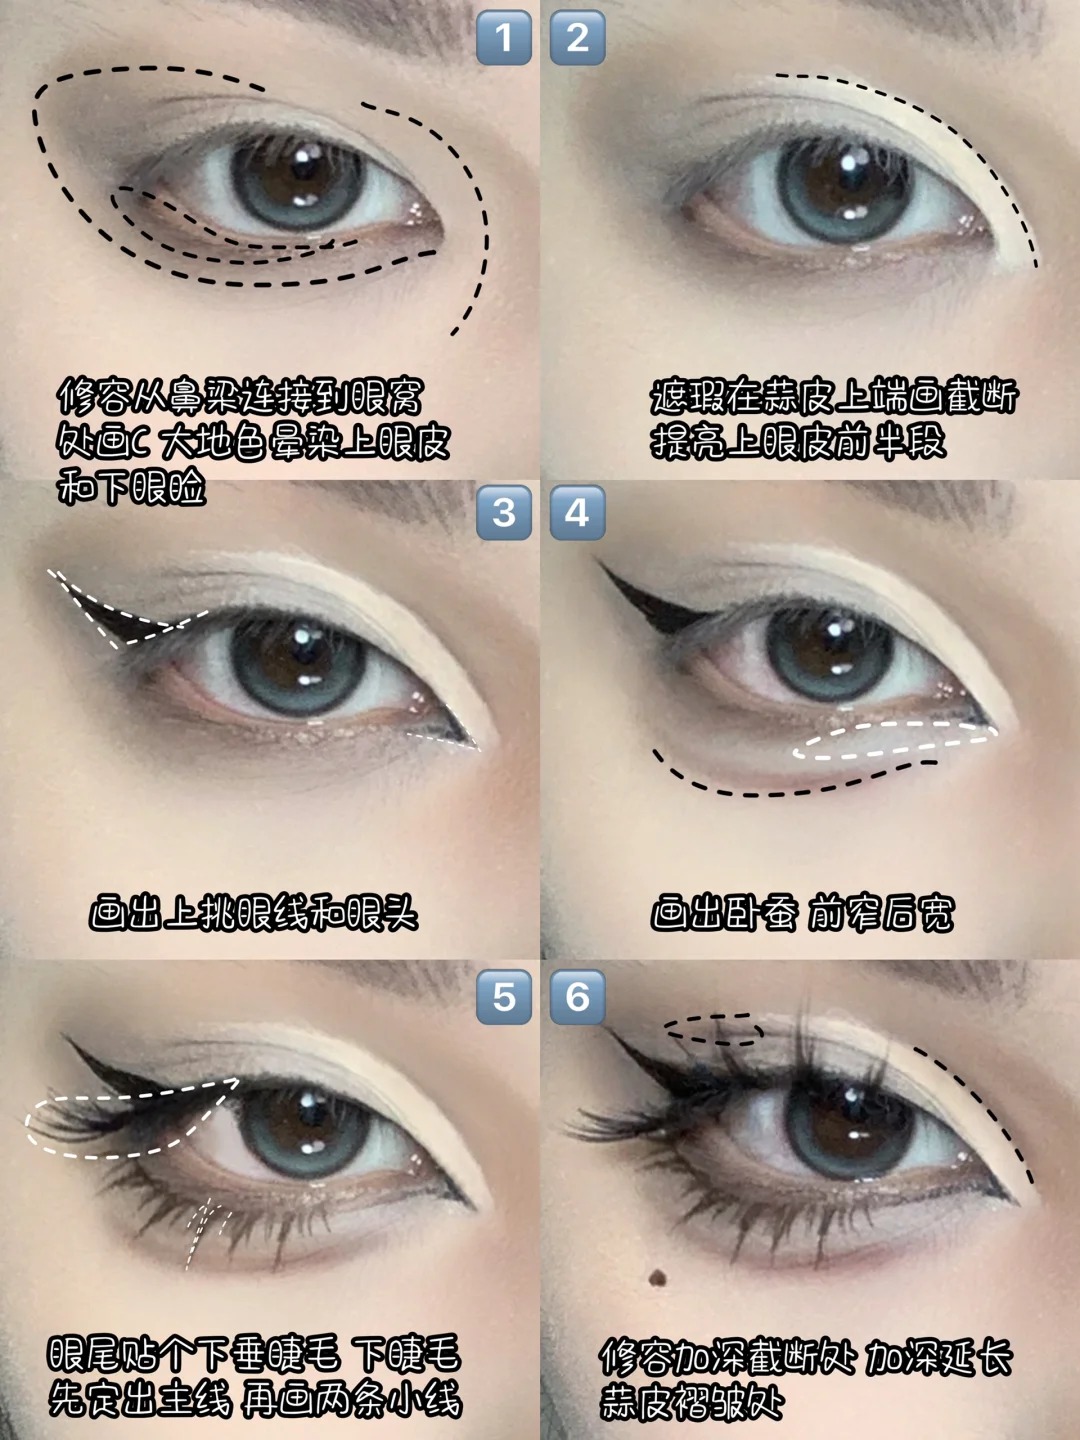 1
2
修容从鼻梁连接到眼窝
处画C 大地色晕染上眼皮
和下眼睑
遮瑕在蒜皮上端画截断
提亮上眼皮前半段
3
4
画出上挑眼线和眼头
画出卧蚕 前窄后宽
5
6
眼尾贴个下垂睫毛 下睫毛
先定出主线 再画两条小线
修容加深截断处 加深延长
蒜皮褶皱处